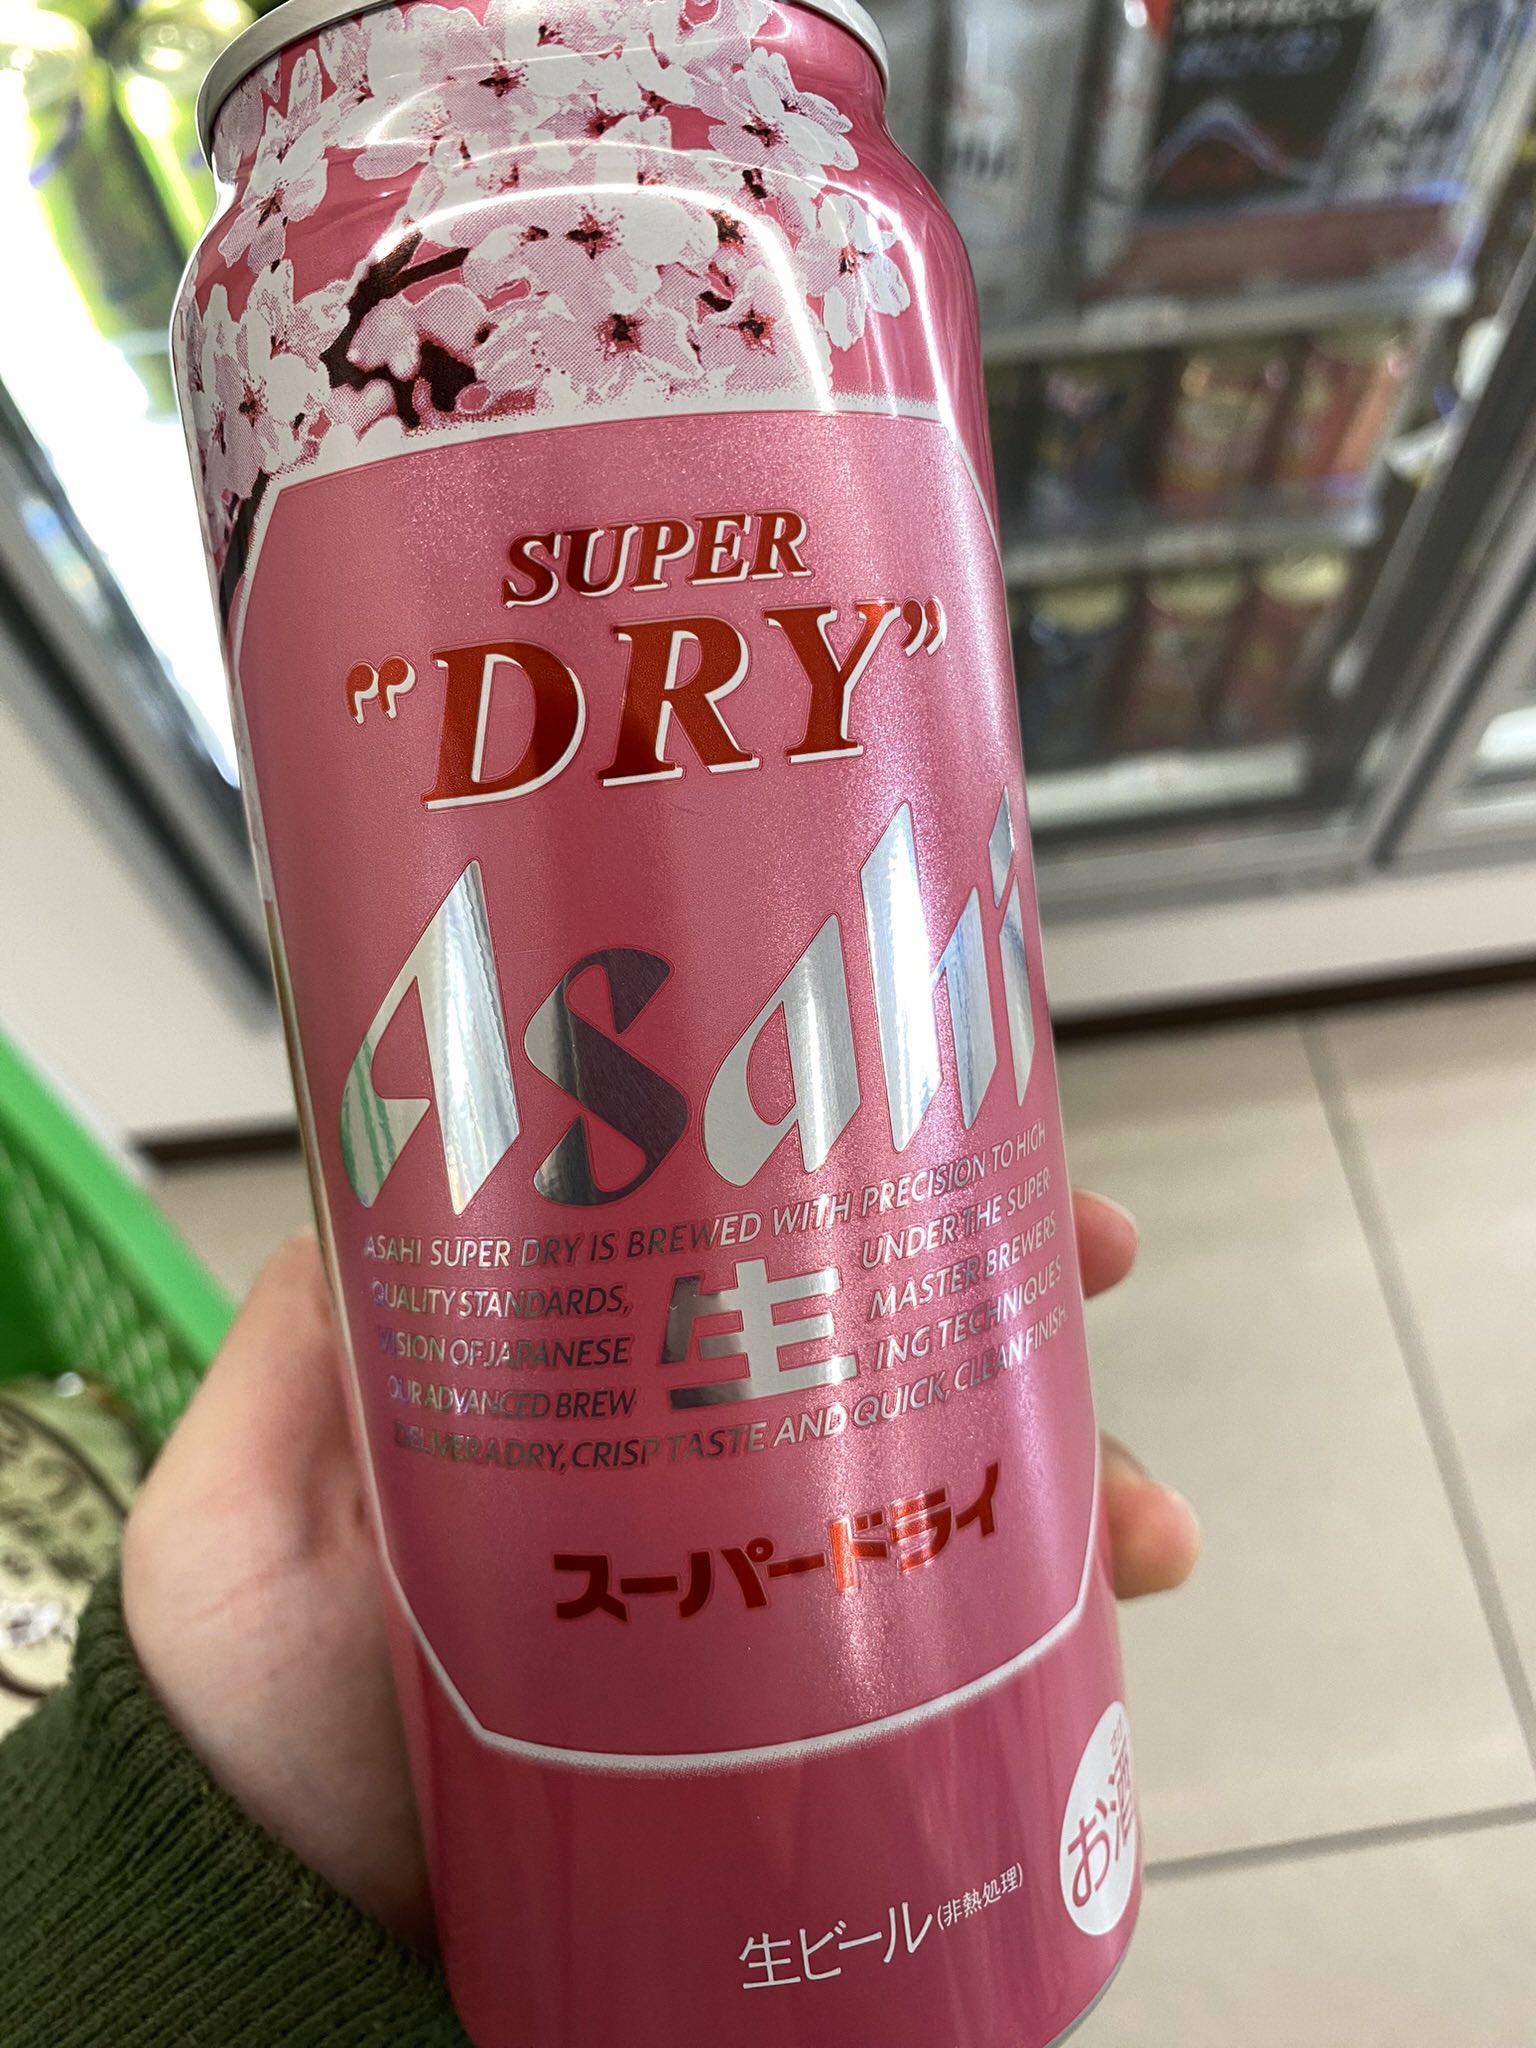 SUPER
“DRY”
Asahi
ASAHI SUPER DRY IS BREWED WITH PRECISION TO HIGH
QUALITY STANDARDS, UNDER THE SUPER-
VISION OF JAPANESE MASTER BREWERS
生
OUR ADVANCED BREW ING TECHNIQUES
DELIVER A DRY, CRISP TASTE AND QUICK, CLEAN FINISH.
スーパードライ
お酒
生ビール(非熱処理)